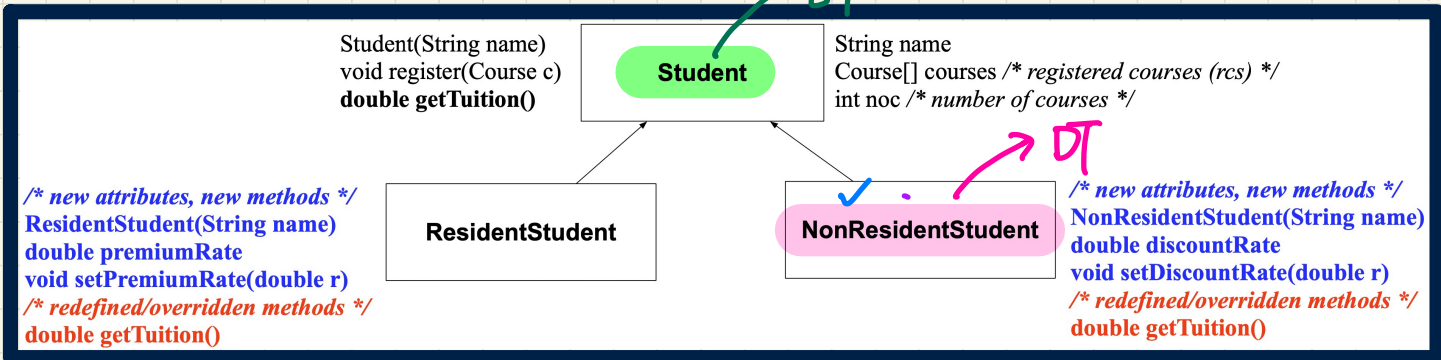 Student(String name)
void register(Course c)
double getTuition()
Student
String name
Course[] courses /* registered courses (rcs) */
int noc /* number of courses */
DT
/* new attributes, new methods */
ResidentStudent(String name)
double premiumRate
void setPremiumRate(double r)
/* redefined/overridden methods */
double getTuition()
ResidentStudent
NonResidentStudent
/* new attributes, new methods */
NonResidentStudent(String name)
double discountRate
void setDiscountRate(double r)
/* redefined/overridden methods */
double getTuition()